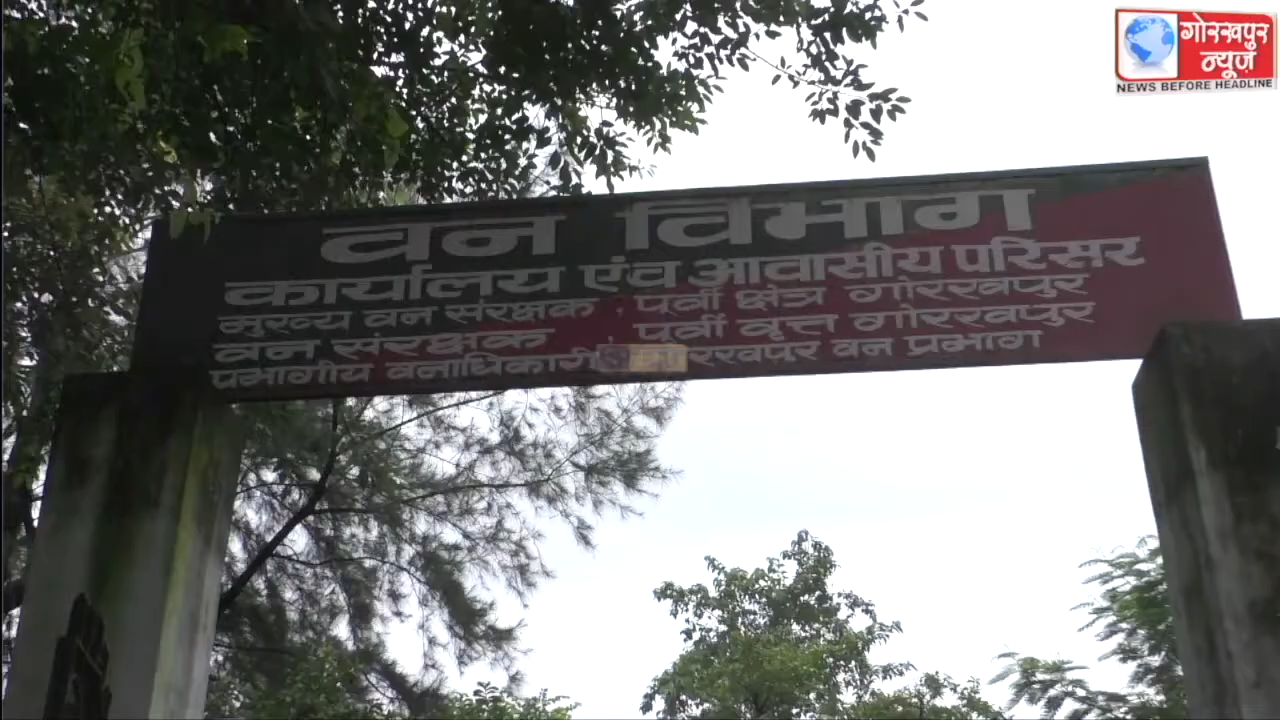 गोरखपुर
न्यूज़
NEWS BEFORE HEADLINE
वन विभाग
कार्यालय एंव आवासीय परिसर
मुख्य वन संरक्षक , पूर्वी क्षेत्र गोरखपुर
वन संरक्षक पूर्वी वृत्त गोरखपुर
प्रभागीय वनाधिकारी गोरखपुर वन प्रभाग